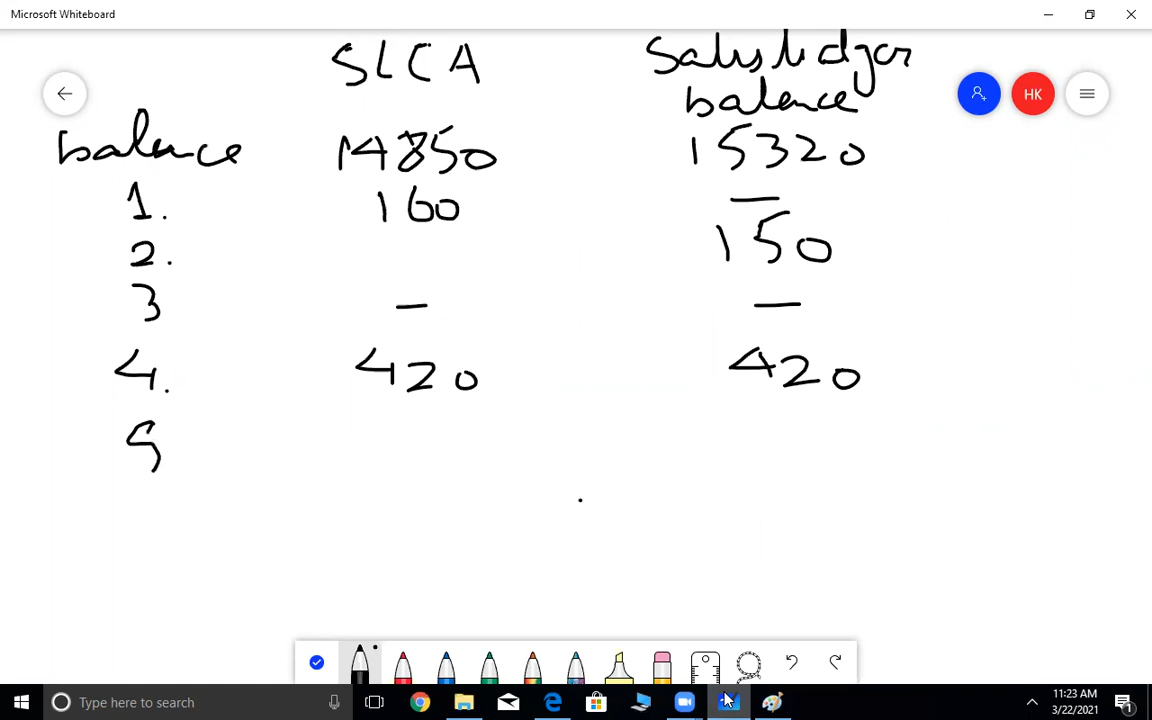 Microsoft Whiteboard
SLCA Sales ledger
balance
HK
balance 14850 15320
1. 160 —
2. 150
3 — —
4. 420 420
5
Type here to search
11:23 AM
3/22/2021
1